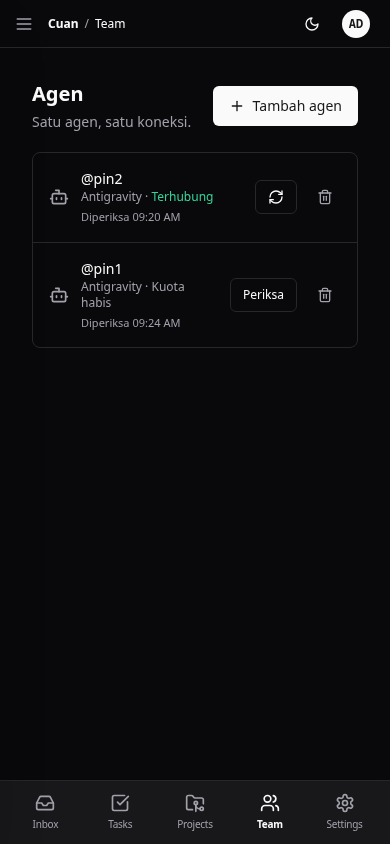 Cuan / Team
AD
Agen
Satu agen, satu koneksi.
Tambah agen
@pin2
Antigravity · Terhubung
Diperiksa 09:20 AM
@pin1
Antigravity · Kuota
habis
Diperiksa 09:24 AM
Periksa
Inbox
Tasks
Projects
Team
Settings